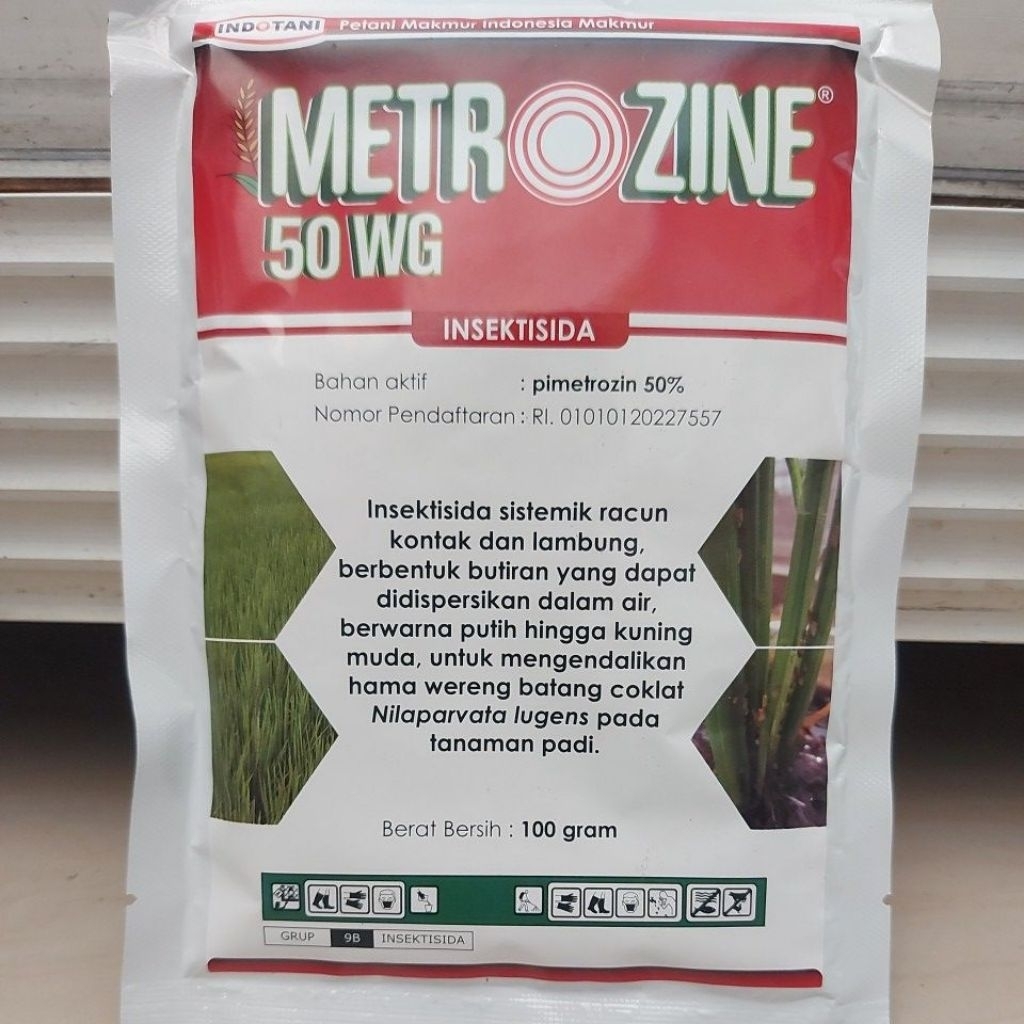 INDOTANI Petani Makmur Indonesia Makmur
METROZINE®
50 WG
INSEKTISIDA
Bahan aktif : pimetrozin 50%
Nomor Pendaftaran : RI. 01010120227557
Insektisida sistemik racun
kontak dan lambung,
berbentuk butiran yang dapat
didispersikan dalam air,
berwarna putih hingga kuning
muda, untuk mengendalikan
hama wereng batang coklat
Nilaparvata lugens pada
tanaman padi.
Berat Bersih : 100 gram
GRUP 9B INSEKTISIDA